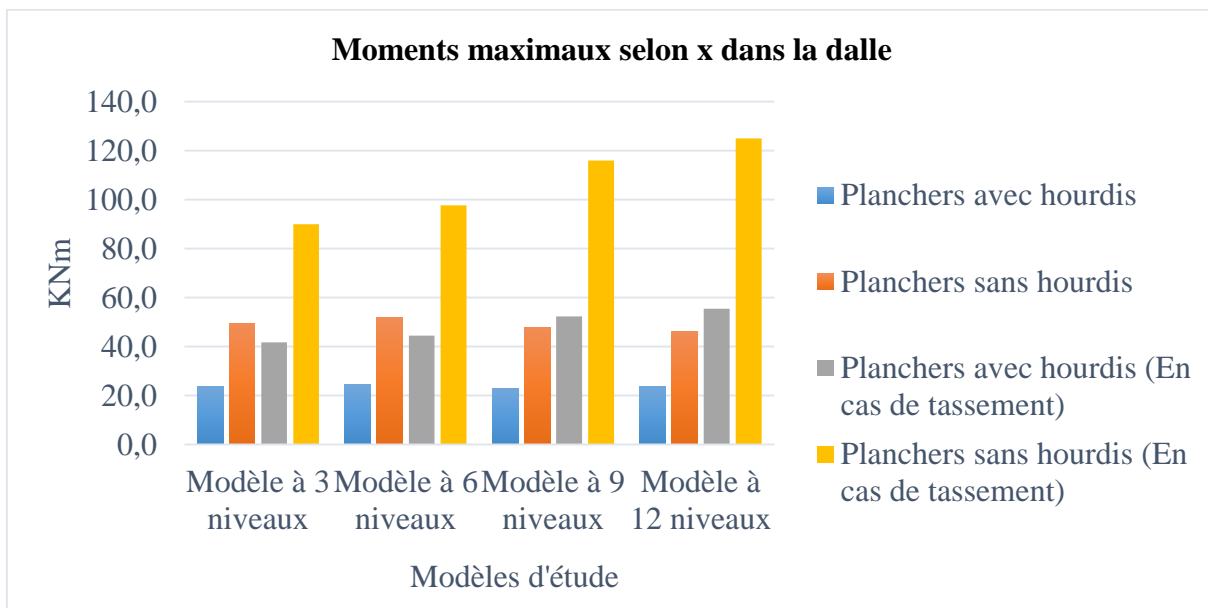 Moments maximaux selon x dans la dalle
140,0
120,0
100,0
80,0
60,0
40,0
20,0
0,0
KNm
Modèle à 3
niveaux
Modèle à 6
niveaux
Modèle à 9
niveaux
Modèle à
12 niveaux
Modèles d'étude
Planchers avec hourdis
Planchers sans hourdis
Planchers avec hourdis (En
cas de tassement)
Planchers sans hourdis (En
cas de tassement)